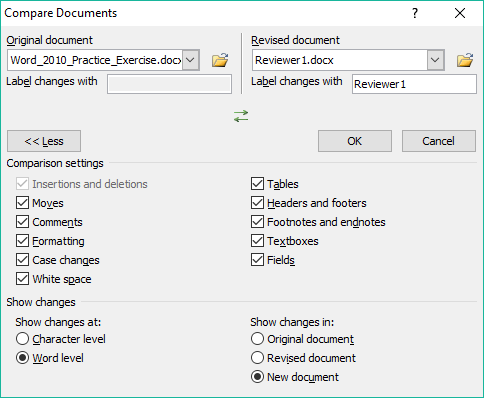 Compare Documents
Original document
Revised document
Word_2010_Practice_Exercise.docx
Reviewer1.docx
Label changes with
Label changes with Reviewer1
<< Less
OK
Cancel
Comparison settings
Insertions and deletions
Tables
Moves
Headers and footers
Comments
Footnotes and endnotes
Formatting
Textboxes
Case changes
Fields
White space
Show changes
Show changes at:
Show changes in:
Character level
Original document
Word level
Revised document
New document